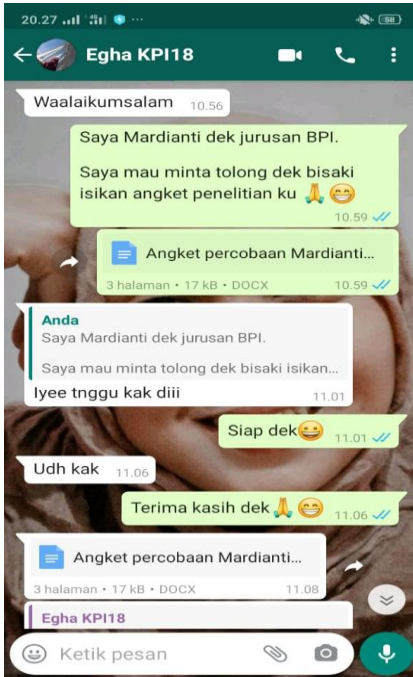 20.27 4G ...
58
Egha KPI18
Waalaikumsalam 10.56
Saya Mardianti dek jurusan BPI.
Saya mau minta tolong dek bisaki
isikan angket penelitian ku 🙏😁
10.59
Angket percobaan Mardianti...
3 halaman • 17 kB • DOCX 10.59
Anda
Saya Mardianti dek jurusan BPI.
Saya mau minta tolong dek bisaki isikan...
Iyee tnggu kak diii 11.01
Siap dek😀 11.01
Udh kak 11.06
Terima kasih dek🙏😁 11.06
Angket percobaan Mardianti...
3 halaman • 17 kB • DOCX 11.08
Egha KPI18
Ketik pesan